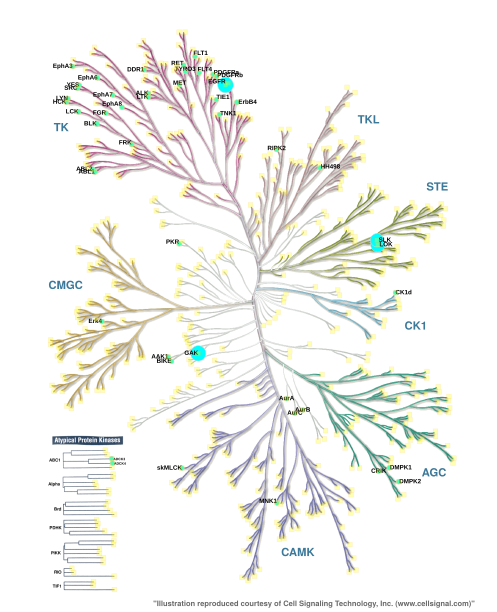 FLT1
EphA3
DDR1
RET
FLT4
PDGFRa
PDGFRb
EphA6
MET
EGFR
YES
SRC
ALK
LTK
EphA7
TIE1
ErbB4
LYN
HCK
EphA8
LCK
FGR
TNK1
BLK
TK
TKL
FRK
RIPK2
HH498
ABL1
STE
PKR
SLK
LOK
CMGC
CK1d
Erk4
CK1
GAK
AAK1
BIKE
AurA
AurB
AurC
Atypical Protein Kinases
ABC1
ADCK3
ADCK4
skMLCK
CRIK
DMPK1
AGC
DMPK2
Alpha
MNK1
Brd
PDHK
PIKK
CAMK
RIO
TIF1
"Illustration reproduced courtesy of Cell Signaling Technology, Inc. (www.cellsignal.com)"